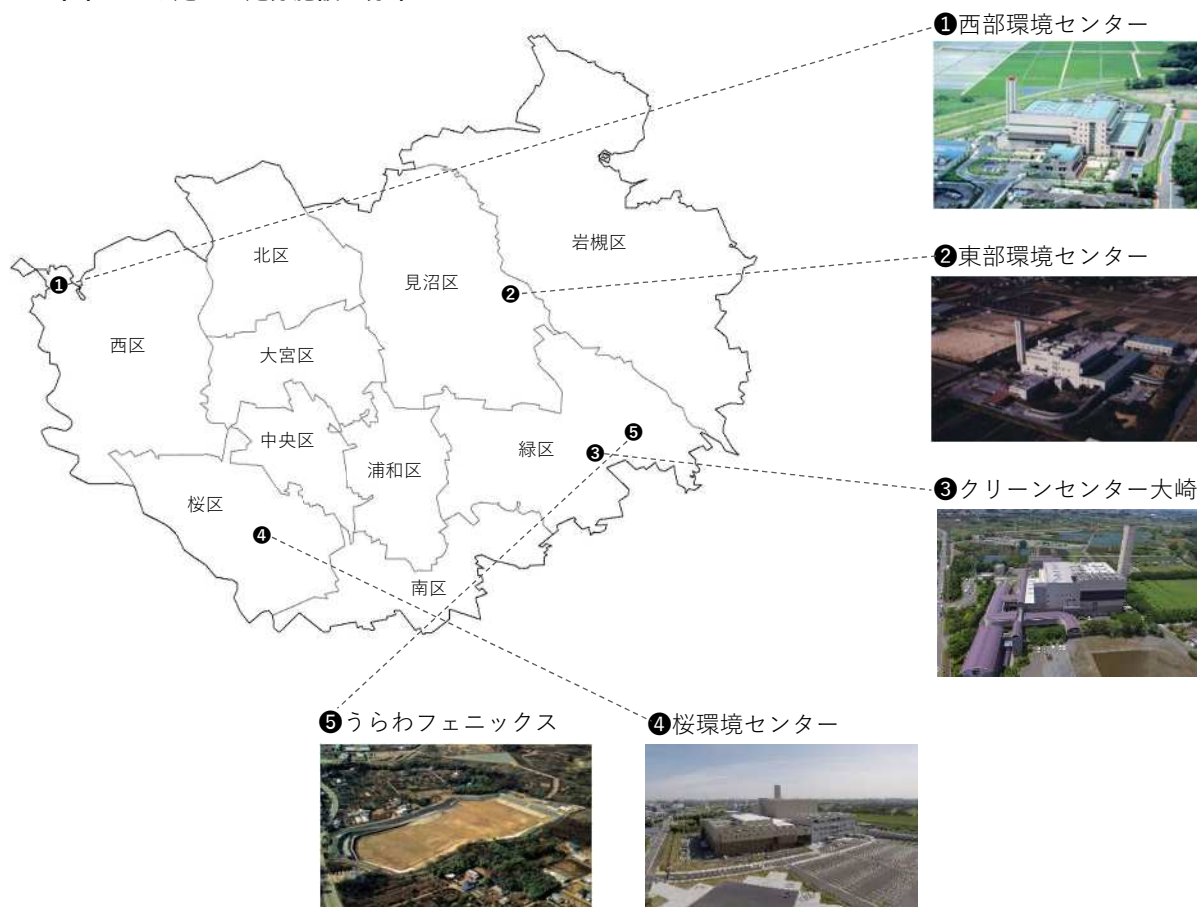 ❶西部環境センター
岩槻区
北区
見沼区
❷東部環境センター
❶
❷
西区
大宮区
中央区
緑区
❺
❸
浦和区
桜区
❸クリーンセンター大崎
❹
南区
❺うらわフェニックス
❹桜環境センター